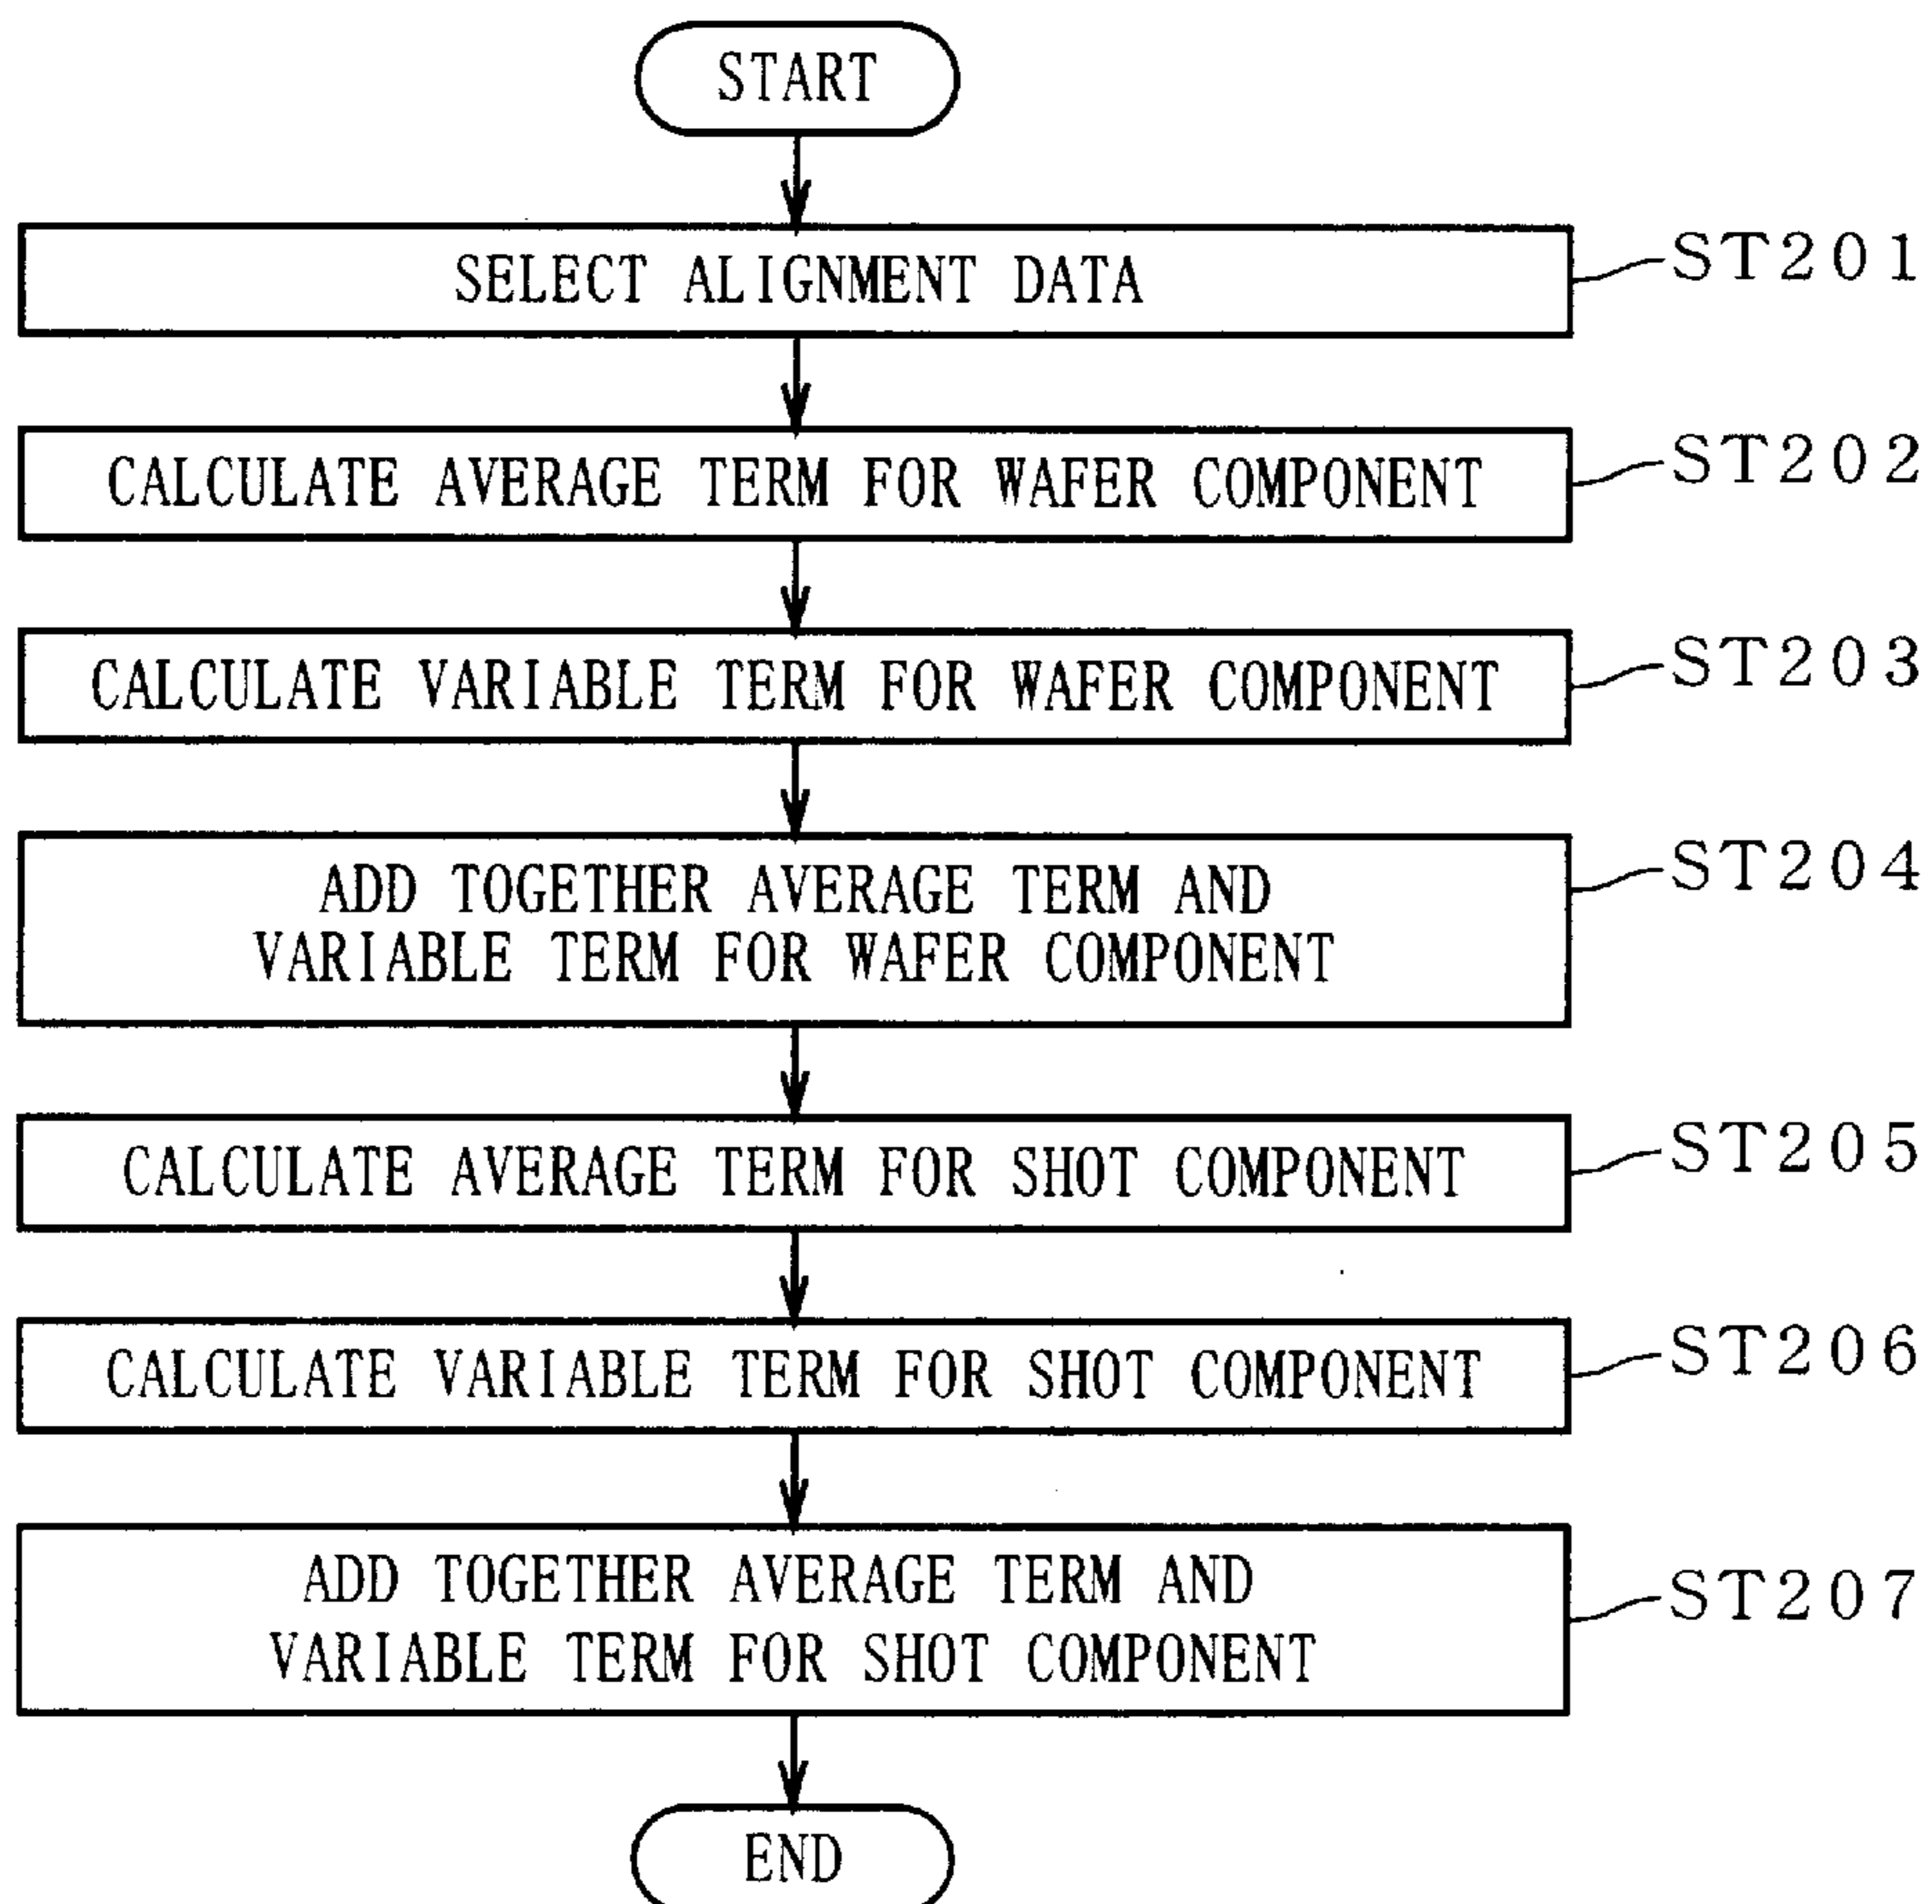 START
SELECT ALIGNMENT DATA
ST201
CALCULATE AVERAGE TERM FOR WAFER COMPONENT
ST202
CALCULATE VARIABLE TERM FOR WAFER COMPONENT
ST203
ADD TOGETHER AVERAGE TERM AND
VARIABLE TERM FOR WAFER COMPONENT
ST204
CALCULATE AVERAGE TERM FOR SHOT COMPONENT
ST205
CALCULATE VARIABLE TERM FOR SHOT COMPONENT
ST206
ADD TOGETHER AVERAGE TERM AND
VARIABLE TERM FOR SHOT COMPONENT
ST207
END